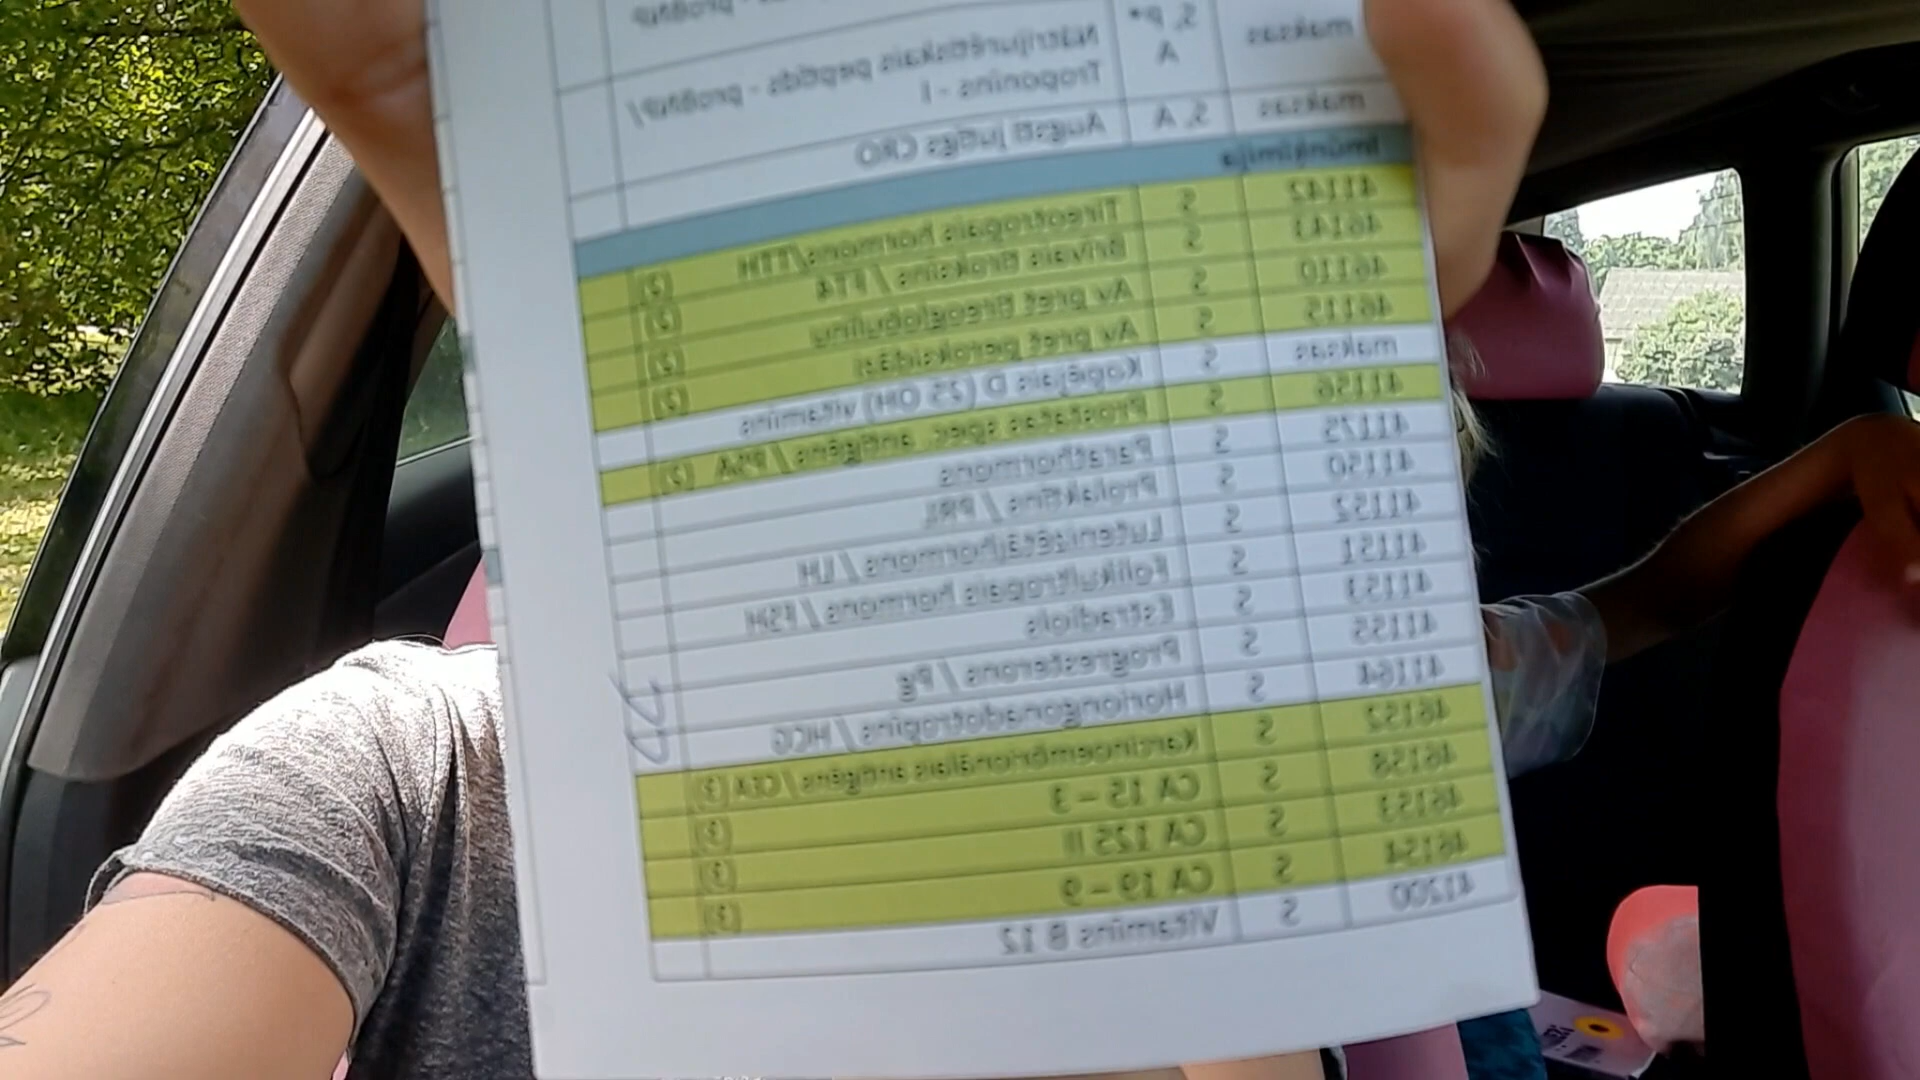 Nātrijurētiskais peptīds - proBNP/ S, P* maksas
Troponīns - I A
Augsti jutīgs CRO S, A maksas
Imūnķīmija
41142 S Tireotropais hormons/TTH (2)
46143 S Brīvais tiroksīns / FT4 (2)
46110 S Av pret tireoglobulīnu (2)
46115 S Av pret peroksidāzi (2)
maksas S Kopējais D (25 OH) vitamīns
41156 S Prostatas spec. antigēns / PSA (2)
41175 S Parathormons
41150 S Prolaktīns / PRL
41152 S Luteinizētājhormons / LH
41151 S Folikultropais hormons / FSH
41153 S Estradiols
41155 S Progesterons / Pg
41164 S Horiongonadotropīns / HCG
46152 S Karcinoembrionālais antigēns / CEA (3)
46158 S CA 15 – 3 (3)
46153 S CA 125 II (3)
46154 S CA 19 – 9 (3)
41200 S Vitamīns B 12